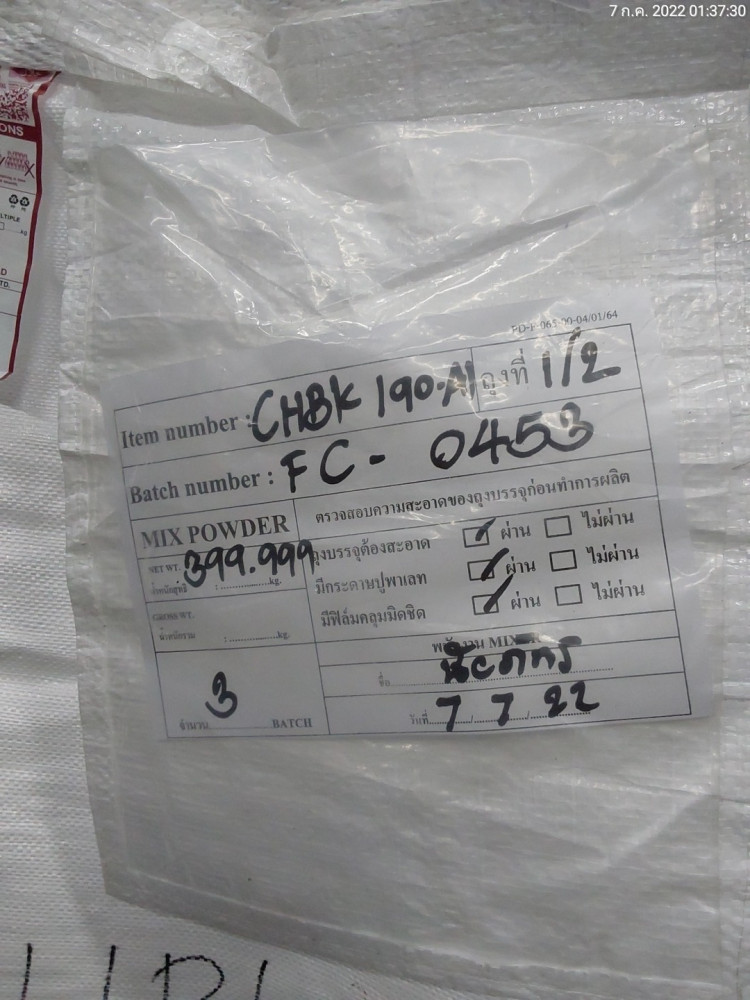 7 ก.ค. 2022 01:37:30
ONS
LTIPLE
kg
D
TD.
PD-F-065-00-04/01/64
Item number : CHBK 190-A1 ถุงที่ 1/2
Batch number : FC - 0453
MIX POWDER ตรวจสอบความสะอาดของถุงบรรจุก่อนทำการผลิต
ถุงบรรจุต้องสะอาด ผ่าน ไม่ผ่าน
NET WT. 399.999
น้ำหนักสุทธิ :..............kg.
มีกระดาษปูพาเลท ผ่าน ไม่ผ่าน
มีฟิล์มคลุมมิดชิด ผ่าน ไม่ผ่าน
GROSS WT.
น้ำหนักรวม :..............kg.
พนักงาน MIXER
ชื่อ
จำนวน 3 BATCH
วันที่ 7 / 7 / 22